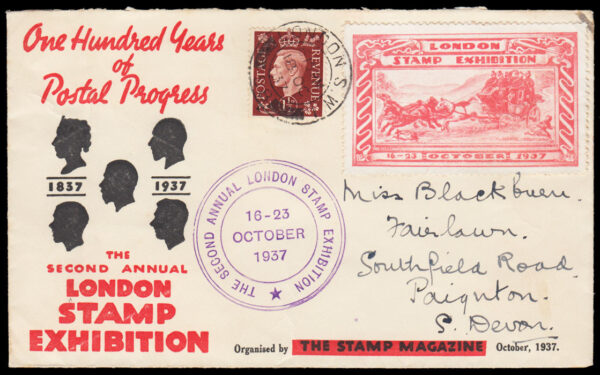 One Hundred Years
of
Postal Progress
1837
1937
THE
SECOND ANNUAL
LONDON
STAMP
EXHIBITION
POSTAGE
REVENUE
LONDON S.W.
LONDON
STAMP EXHIBITION
16-23 OCTOBER 1937
THE SECOND ANNUAL LONDON STAMP EXHIBITION
16-23
OCTOBER
1937
Miss Blackburn.
Fairlawn.
Southfield Road.
Paignton.
S. Devon.
Organised by THE STAMP MAGAZINE October, 1937.